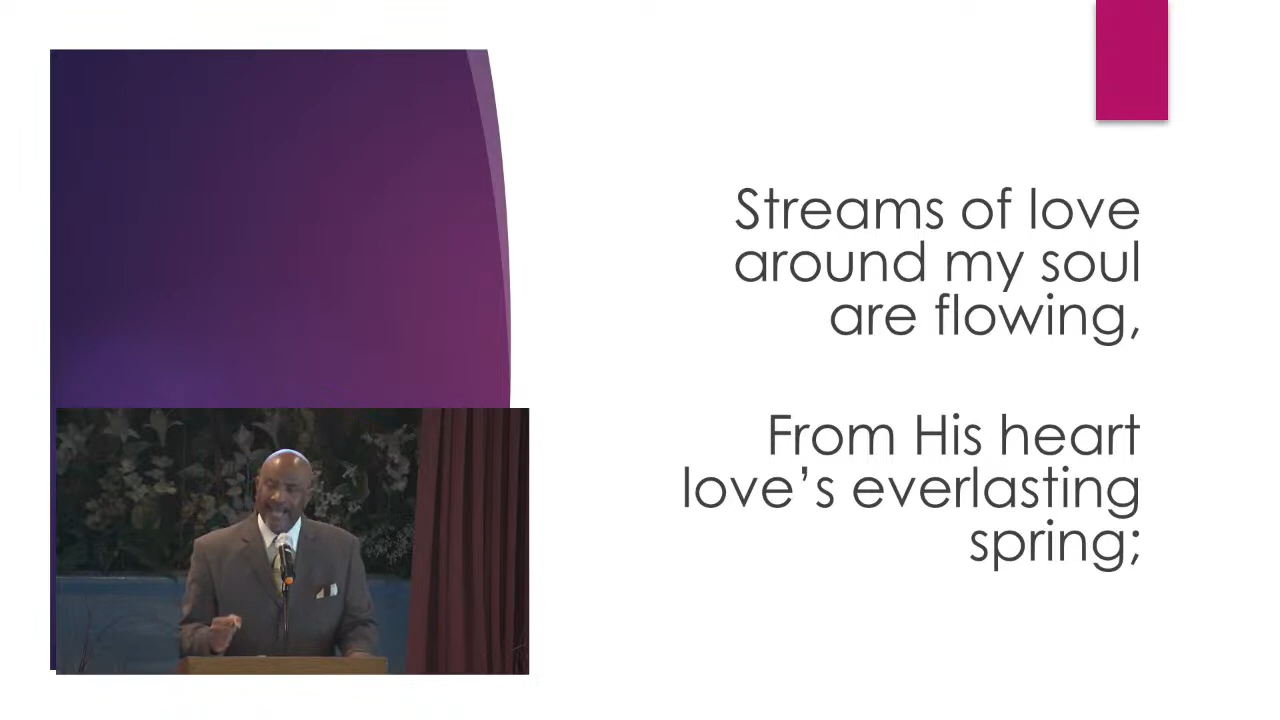 Streams of love
around my soul
are flowing,
From His heart
love’s everlasting
spring;